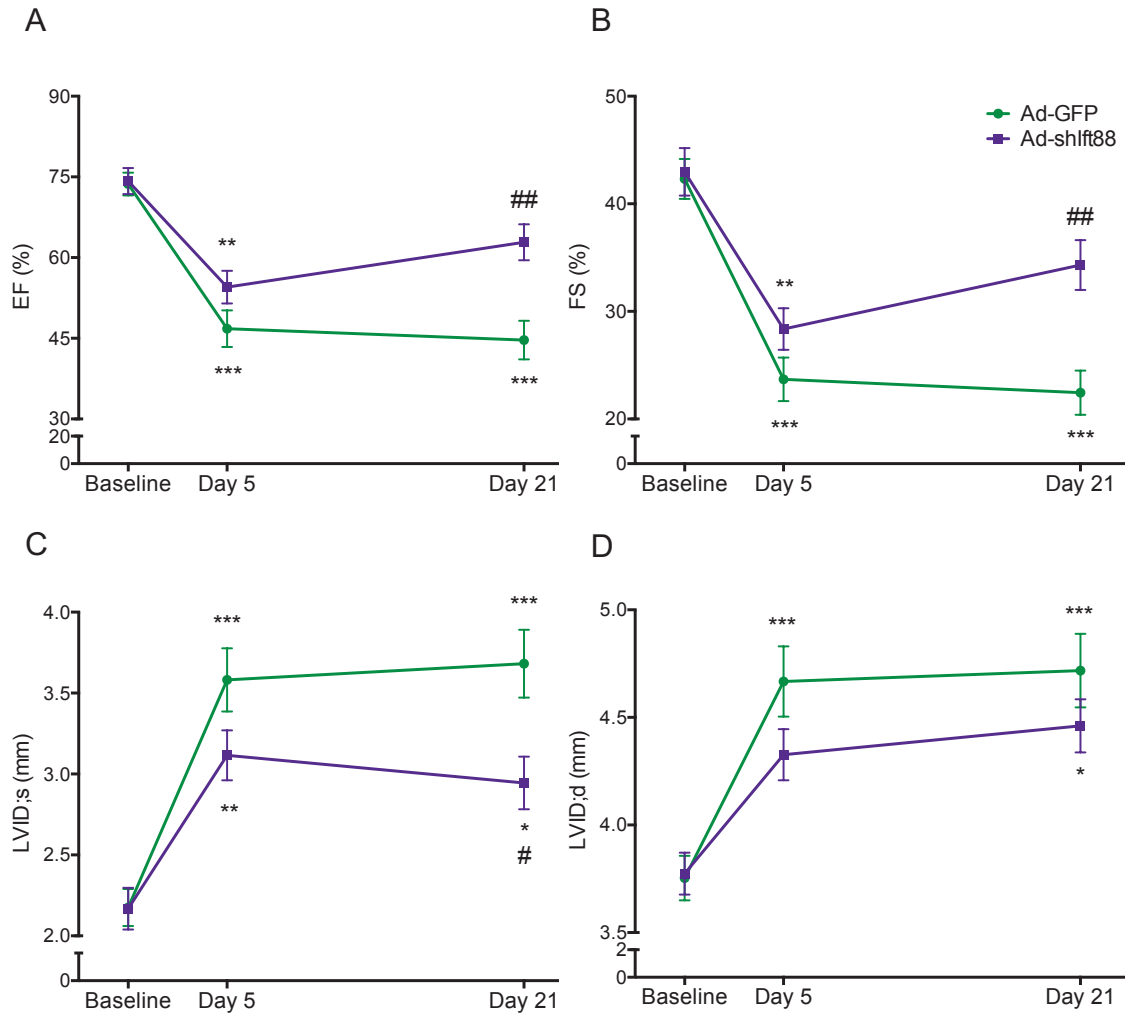 A
EF (%)
90
75
60
45
30
20
0
**
***
##
***
Baseline
Day 5
Day 21
B
FS (%)
50
40
30
20
0
Ad-GFP
Ad-shIft88
**
***
##
***
Baseline
Day 5
Day 21
C
LVID;s (mm)
4.0
3.5
3.0
2.5
2.0
0
***
**
***
*
#
Baseline
Day 5
Day 21
D
LVID;d (mm)
5.0
4.5
4.0
3.5
2
0
***
***
*
Baseline
Day 5
Day 21